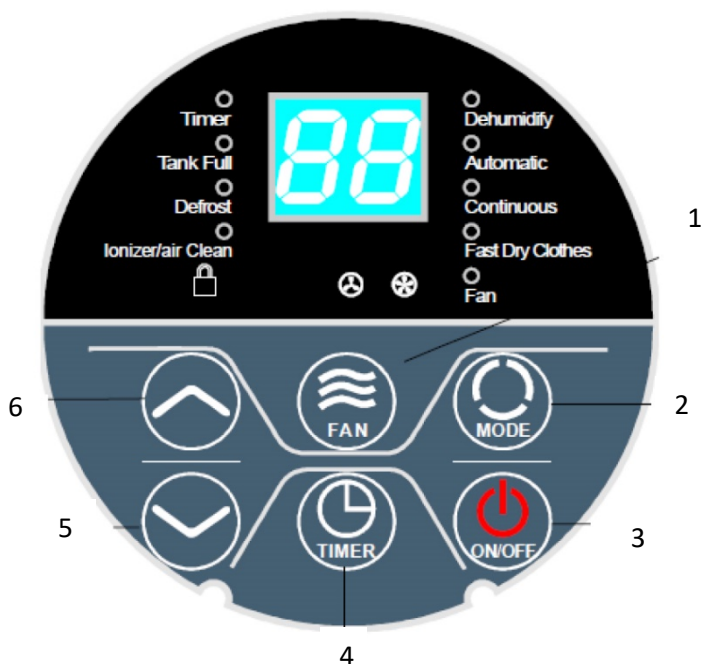 Timer
Tank Full
Defrost
Ionizer/air Clean
88
Dehumidify
Automatic
Continuous
Fast Dry Clothes
Fan
1
FAN
MODE
2
6
TIMER
ON/OFF
3
5
4